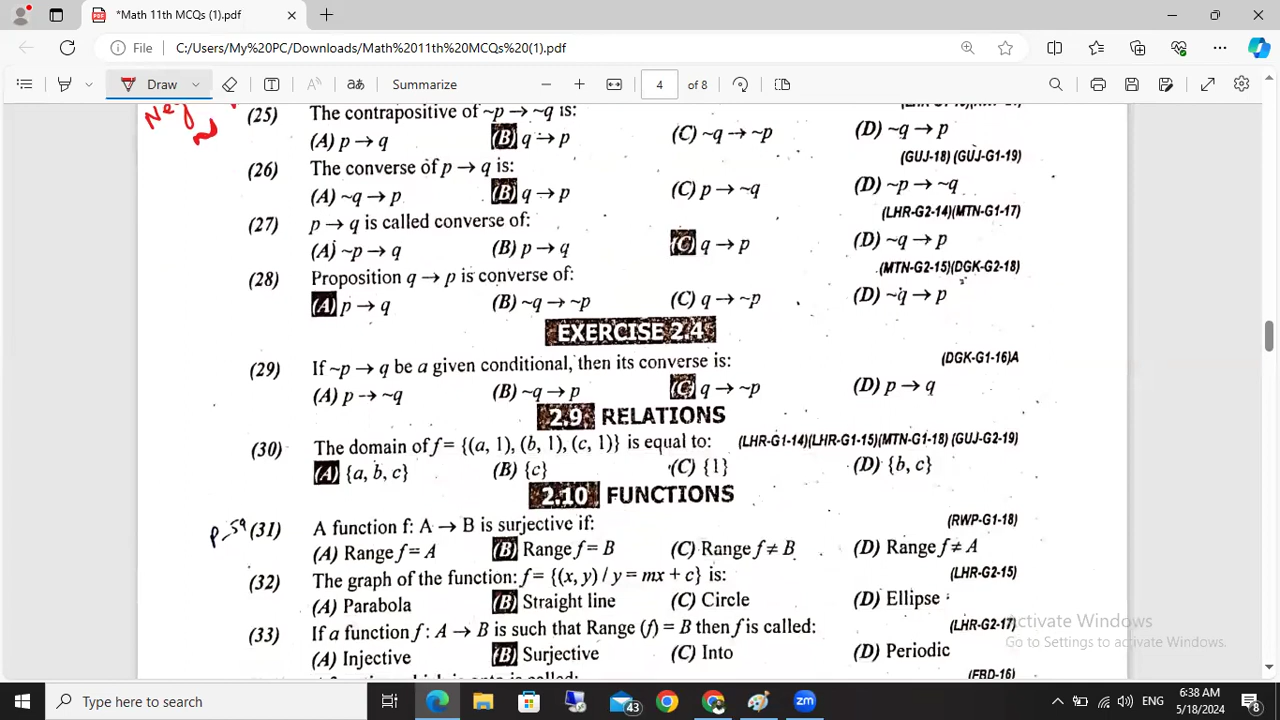 *Math 11th MCQs (1).pdf
File
C:/Users/My%20PC/Downloads/Math%2011th%20MCQs%20(1).pdf
Draw
Summarize
4 of 8
Neg
~
(25) The contrapositive of ~p → ~q is:
(A) p → q (B) q → p (C) ~q → ~p (D) ~q → p
(GUJ-18) (GUJ-G1-19)
(26) The converse of p → q is:
(A) ~q → p (B) q → p (C) p → ~q (D) ~p → ~q
(LHR-G2-14)(MTN-G1-17)
(27) p → q is called converse of:
(A) ~p → q (B) p → q (C) q → p (D) ~q → p
(MTN-G2-15)(DGK-G2-18)
(28) Proposition q → p is converse of:
(A) p → q (B) ~q → ~p (C) q → ~p (D) ~q → p
EXERCISE 2.4
(29) If ~p → q be a given conditional, then its converse is: (DGK-G1-16)A
(A) p → ~q (B) ~q → p (C) q → ~p (D) p → q
2.9 RELATIONS
(30) The domain of f = {(a, 1), (b, 1), (c, 1)} is equal to: (LHR-G1-14)(LHR-G1-15)(MTN-G1-18) (GUJ-G2-19)
(A) {a, b, c} (B) {c} (C) {1} (D) {b, c}
2.10 FUNCTIONS
P-59 (31) A function f: A → B is surjective if: (RWP-G1-18)
(A) Range f = A (B) Range f = B (C) Range f ≠ B (D) Range f ≠ A
(32) The graph of the function: f = {(x, y) / y = mx + c} is: (LHR-G2-15)
(A) Parabola (B) Straight line (C) Circle (D) Ellipse
(33) If a function f : A → B is such that Range (f) = B then f is called: (LHR-G2-17)
(A) Injective (B) Surjective (C) Into (D) Periodic
(FBD-16)
Activate Windows
Go to Settings to activate Windows.
Type here to search
43
zm
ENG
6:38 AM
5/18/2024
8